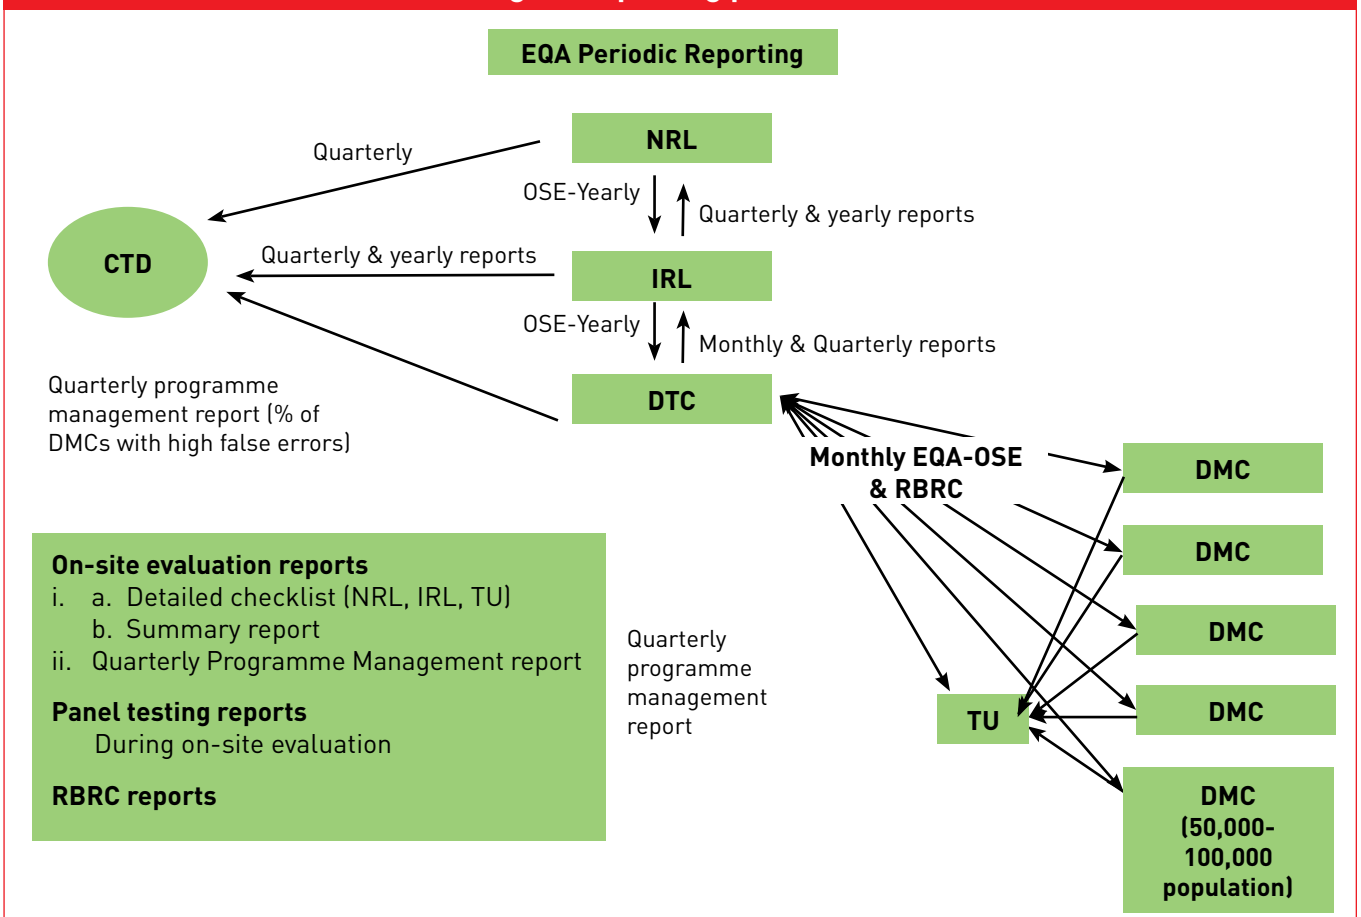 EQA Periodic Reporting
NRL
Quarterly
OSE-Yearly
Quarterly & yearly reports
CTD
Quarterly & yearly reports
IRL
OSE-Yearly
Monthly & Quarterly reports
Quarterly programme
management report (% of
DMCs with high false errors)
DTC
Monthly EQA-OSE
& RBRC
DMC
DMC
DMC
DMC
TU
DMC
(50,000-
100,000
population)
Quarterly
programme
management
report
On-site evaluation reports
i. a. Detailed checklist (NRL, IRL, TU)
b. Summary report
ii. Quarterly Programme Management report
Panel testing reports
During on-site evaluation
RBRC reports